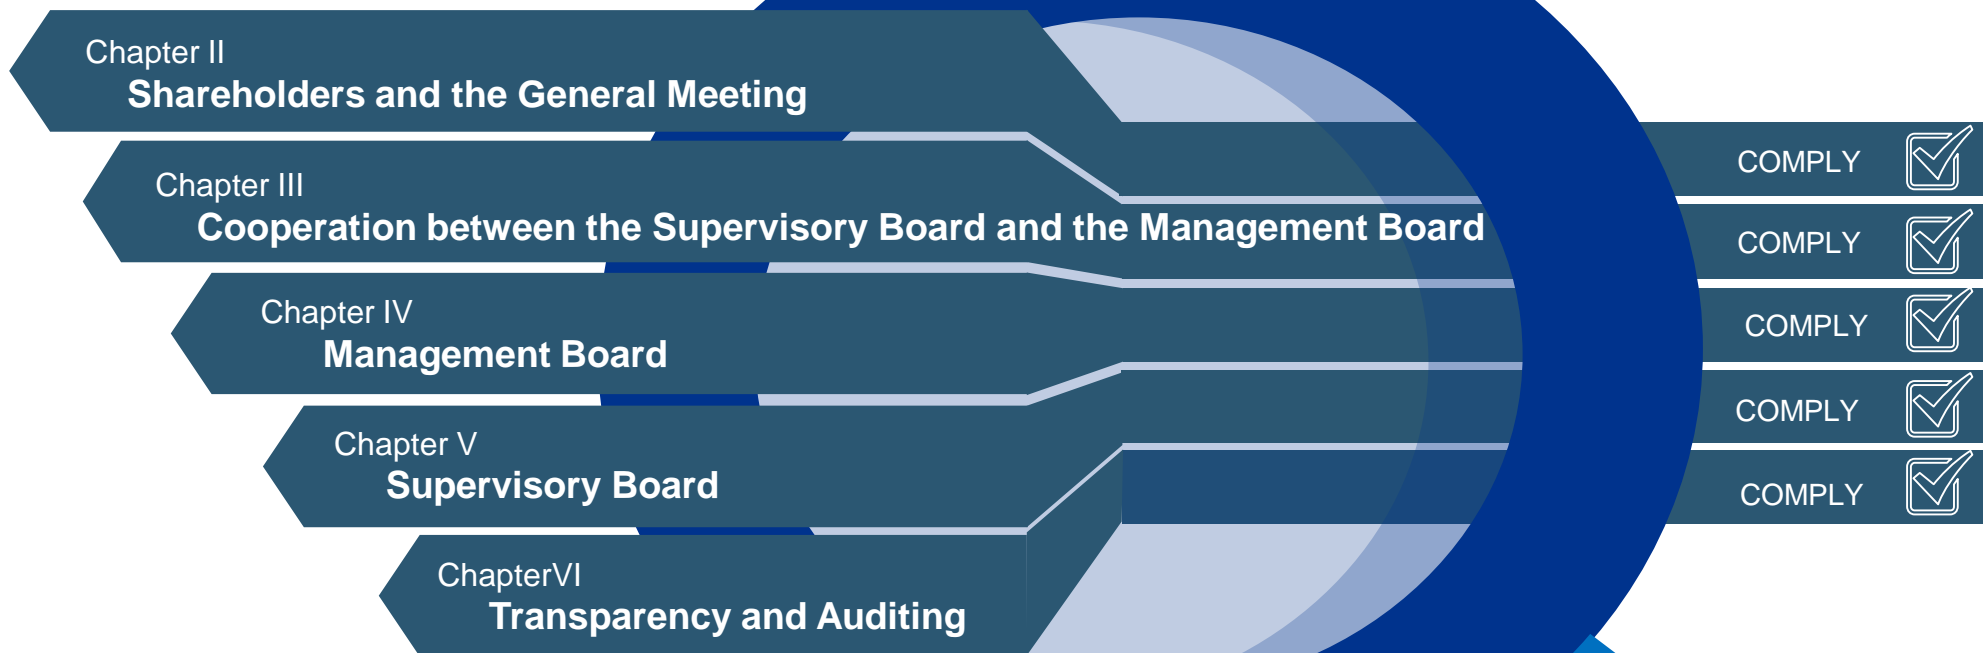 Chapter II
Shareholders and the General Meeting
COMPLY
Chapter III
Cooperation between the Supervisory Board and the Management Board
COMPLY
Chapter IV
Management Board
COMPLY
Chapter V
Supervisory Board
COMPLY
ChapterVI
Transparency and Auditing
COMPLY